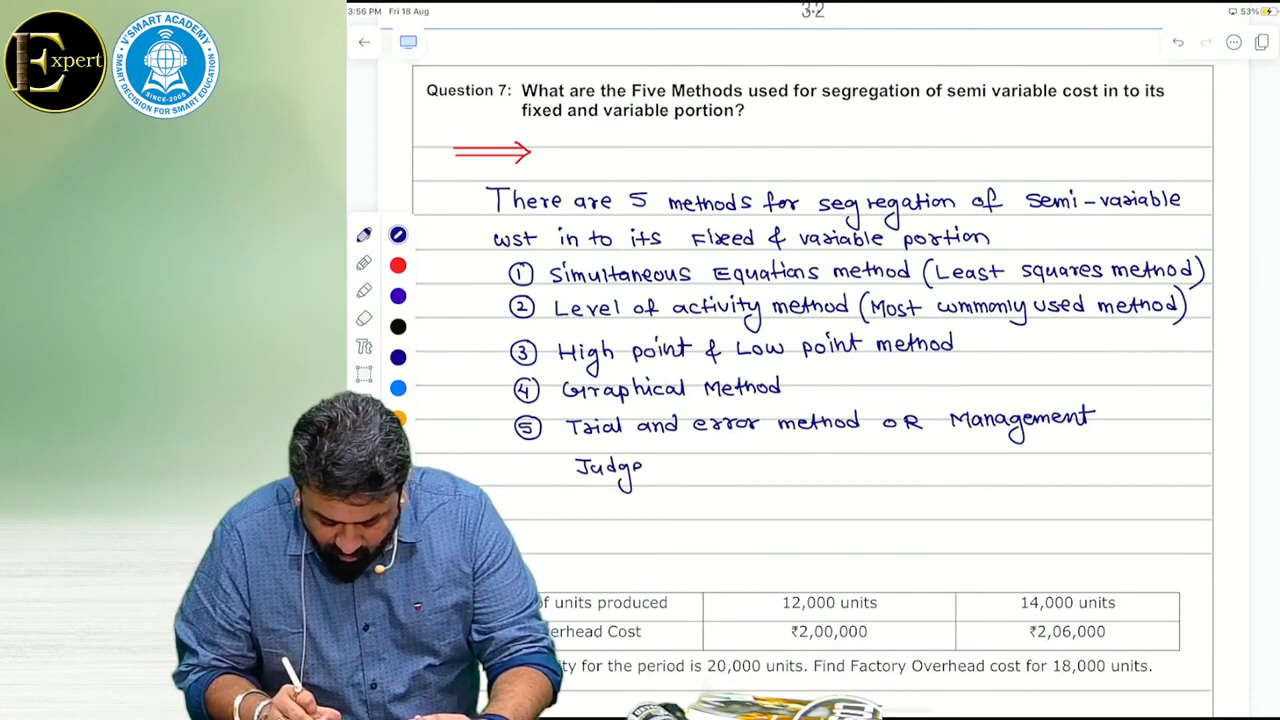 3:56 PM Fri 18 Aug
53%
Expert
V'SMART ACADEMY
SINCE-2005
SMART DECISION FOR SMART EDUCATION
Question 7: What are the Five Methods used for segregation of semi variable cost in to its
fixed and variable portion?
There are 5 methods for segregation of semi-variable
cost in to its Fixed & variable portion
① Simultaneous Equations method (Least squares method)
② Level of activity method (Most commonly used method)
③ High point & Low point method
④ Graphical Method
⑤ Trial and error method OR Management
Judge
Tt
of units produced 12,000 units 14,000 units
erhead Cost ₹2,00,000 ₹2,06,000
ity for the period is 20,000 units. Find Factory Overhead cost for 18,000 units.